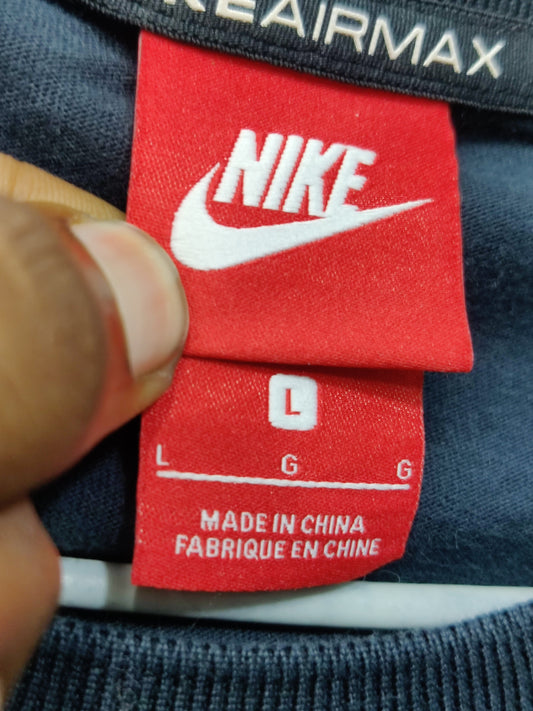 AIRMAX
NIKE
L
L G G
MADE IN CHINA
FABRIQUE EN CHINE